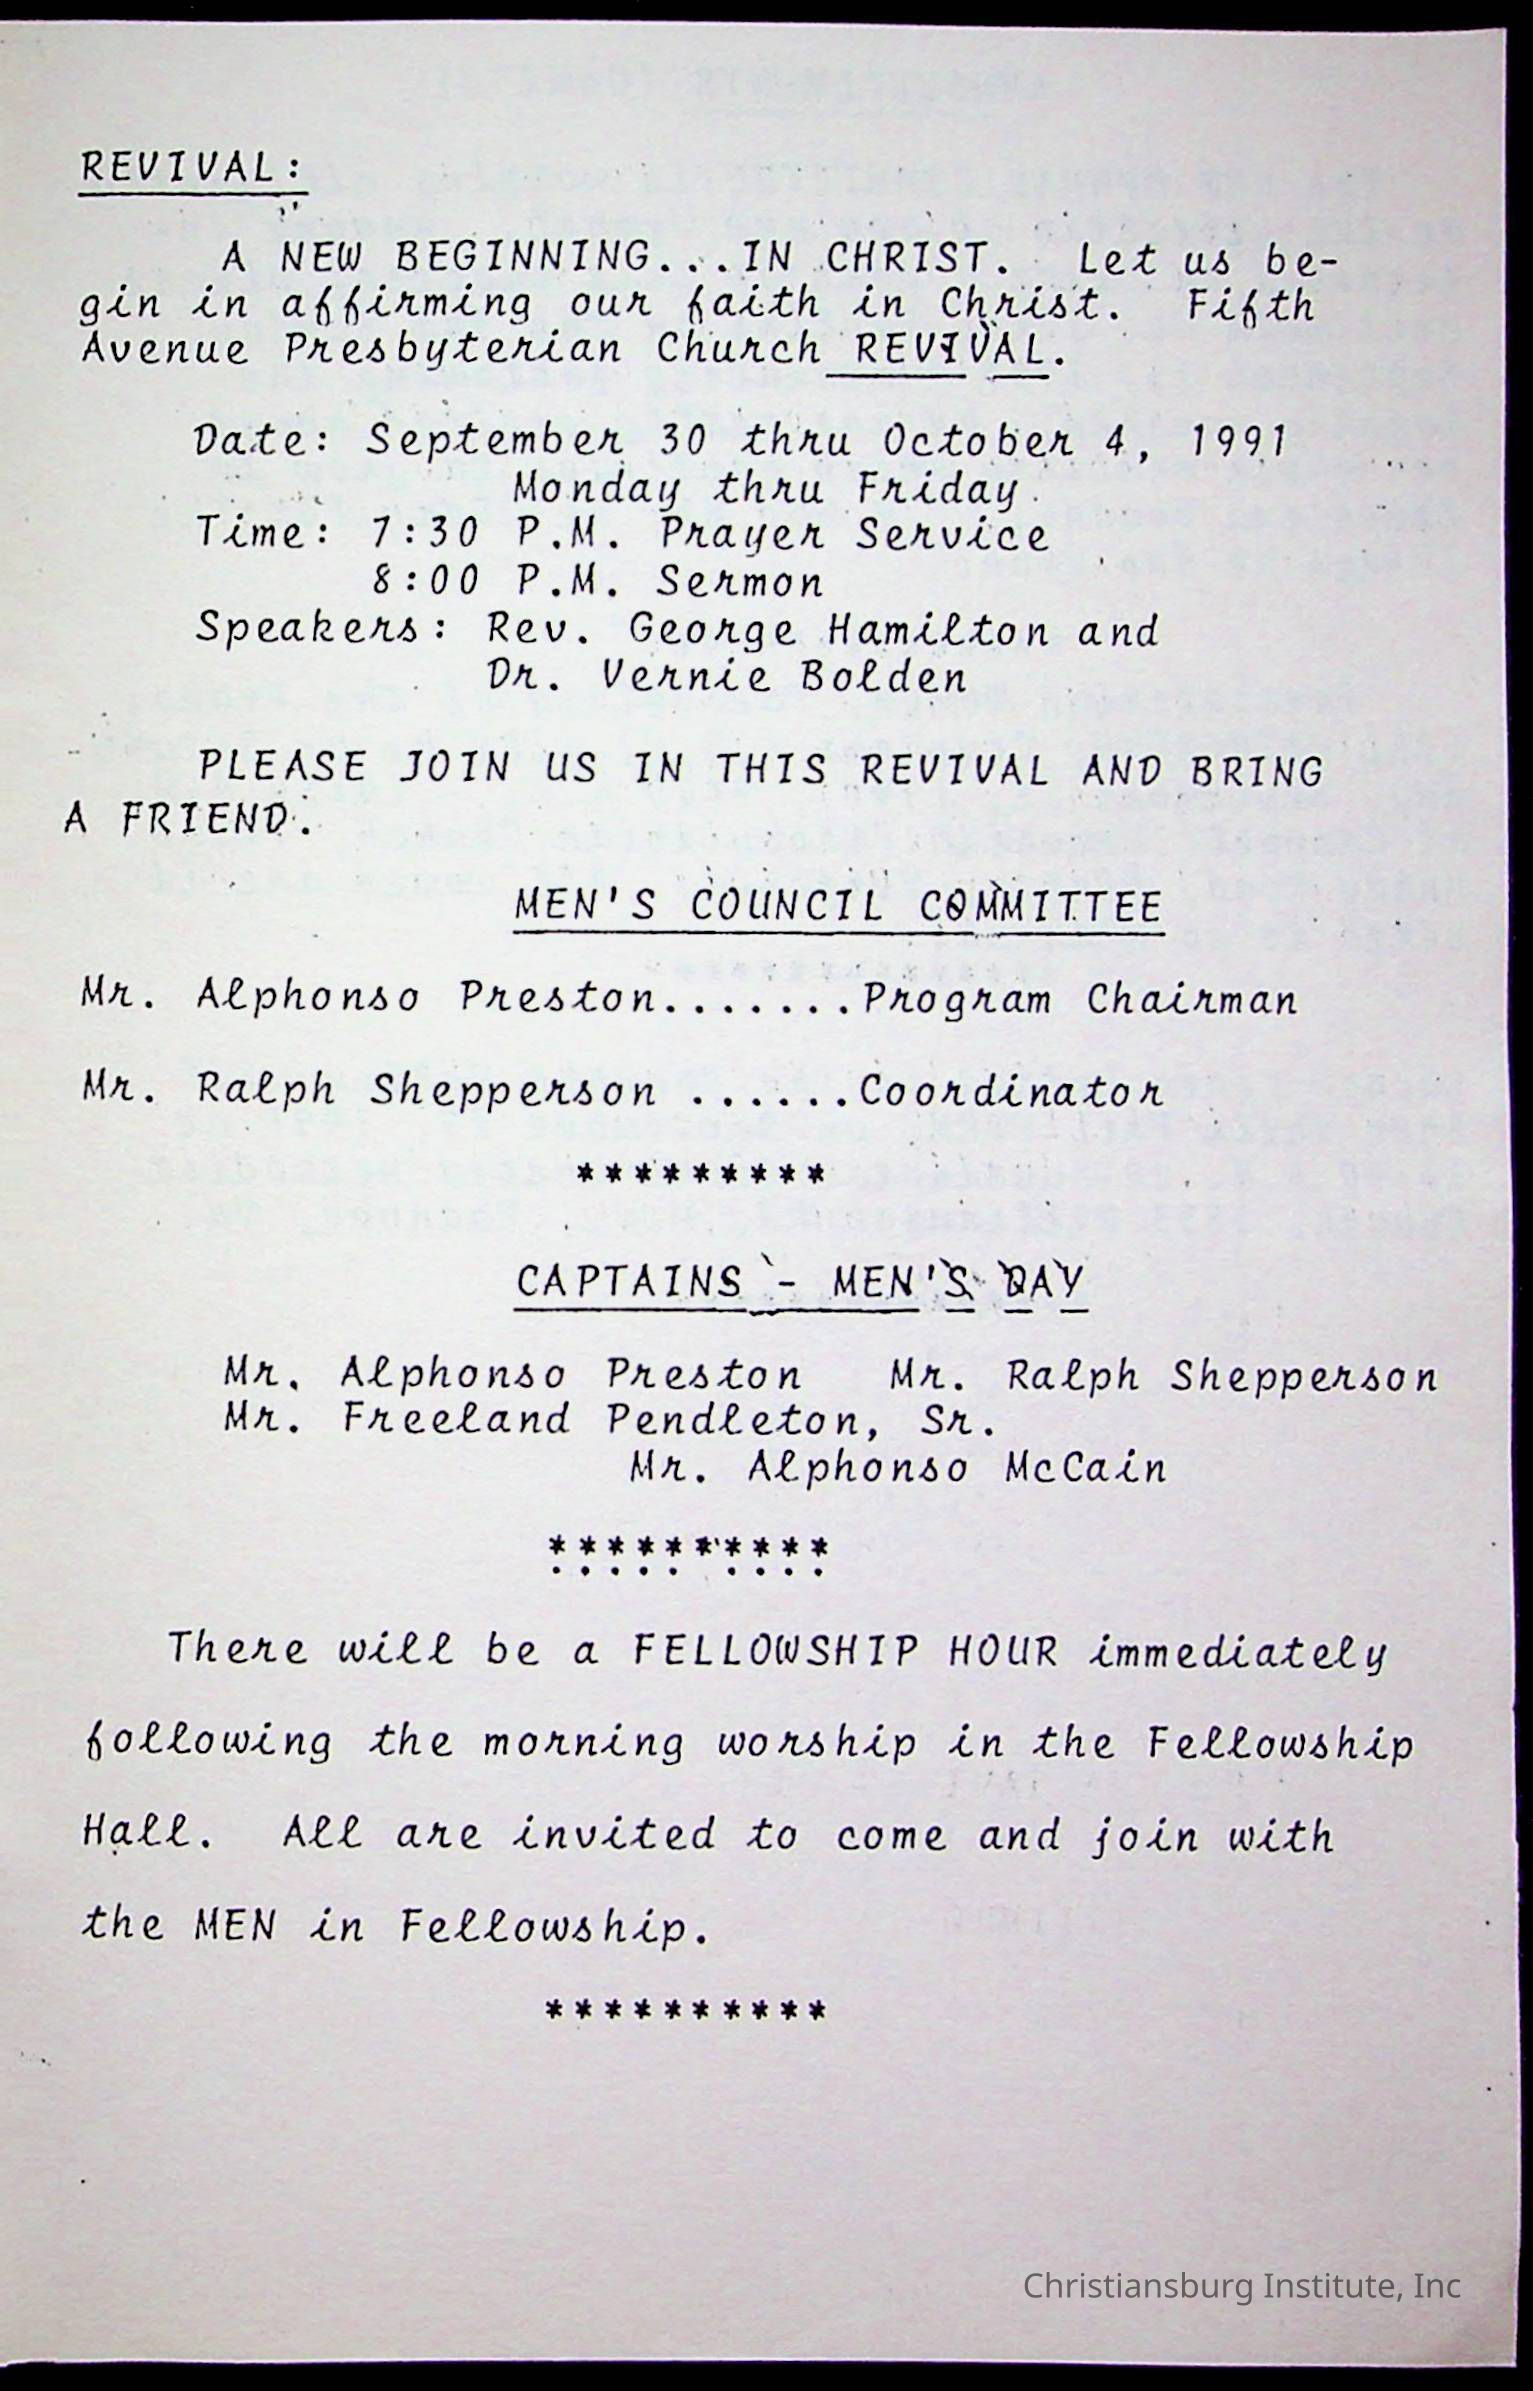 REVIVAL:
A NEW BEGINNING...IN CHRIST. Let us be-
gin in affirming our faith in Christ. Fifth
Avenue Presbyterian Church REVIVAL.
Date: September 30 thru October 4, 1991
Monday thru Friday.
Time: 7:30 P.M. Prayer Service
8:00 P.M. Sermon
Speakers: Rev. George Hamilton and
Dr. Vernie Bolden
PLEASE JOIN US IN THIS REVIVAL AND BRING
A FRIEND.
MEN'S COUNCIL COMMITTEE
Mr. Alphonso Preston.......Program Chairman
Mr. Ralph Shepperson ......Coordinator
*********
CAPTAINS - MEN'S DAY
Mr. Alphonso Preston Mr. Ralph Shepperson
Mr. Freeland Pendleton, Sr.
Mr. Alphonso McCain
**********
There will be a FELLOWSHIP HOUR immediately
following the morning worship in the Fellowship
Hall. All are invited to come and join with
the MEN in Fellowship.
**********
Christiansburg Institute, Inc